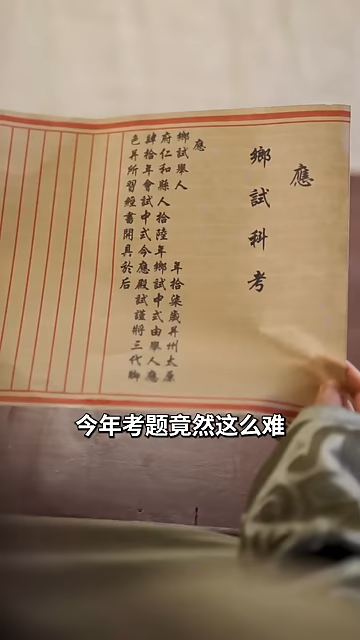 應
鄉試科考
應
鄉試舉人 年拾柒歲并州太原
府仁和縣人拾陸年鄉試中式由舉人應
肆拾年會試中式今應殿試謹將三代脚
色并所習經書開具於后
今年考题竟然这么难